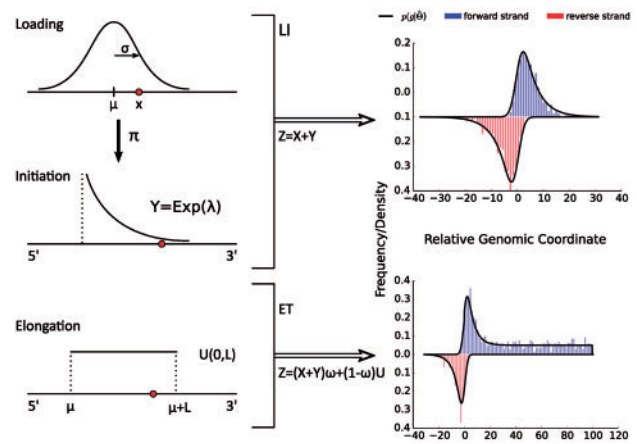 p(g|Θ̂) forward strand reverse strand
Loading
σ
μ x
π
LI
Z=X+Y
Initiation
Y=Exp(λ)
5' 3'
ET
Z=(X+Y)ω+(1-ω)U
Elongation
U(0,L)
5' μ μ+L 3'
Frequency/Density
0.2
0.1
0.0
0.1
0.2
0.3
0.4
−40 −30 −20 −10 0 10 20 30 40
Relative Genomic Coordinate
0.4
0.3
0.2
0.1
0.0
0.1
0.2
0.3
0.4
−40 −20 0 20 40 60 80 100 120